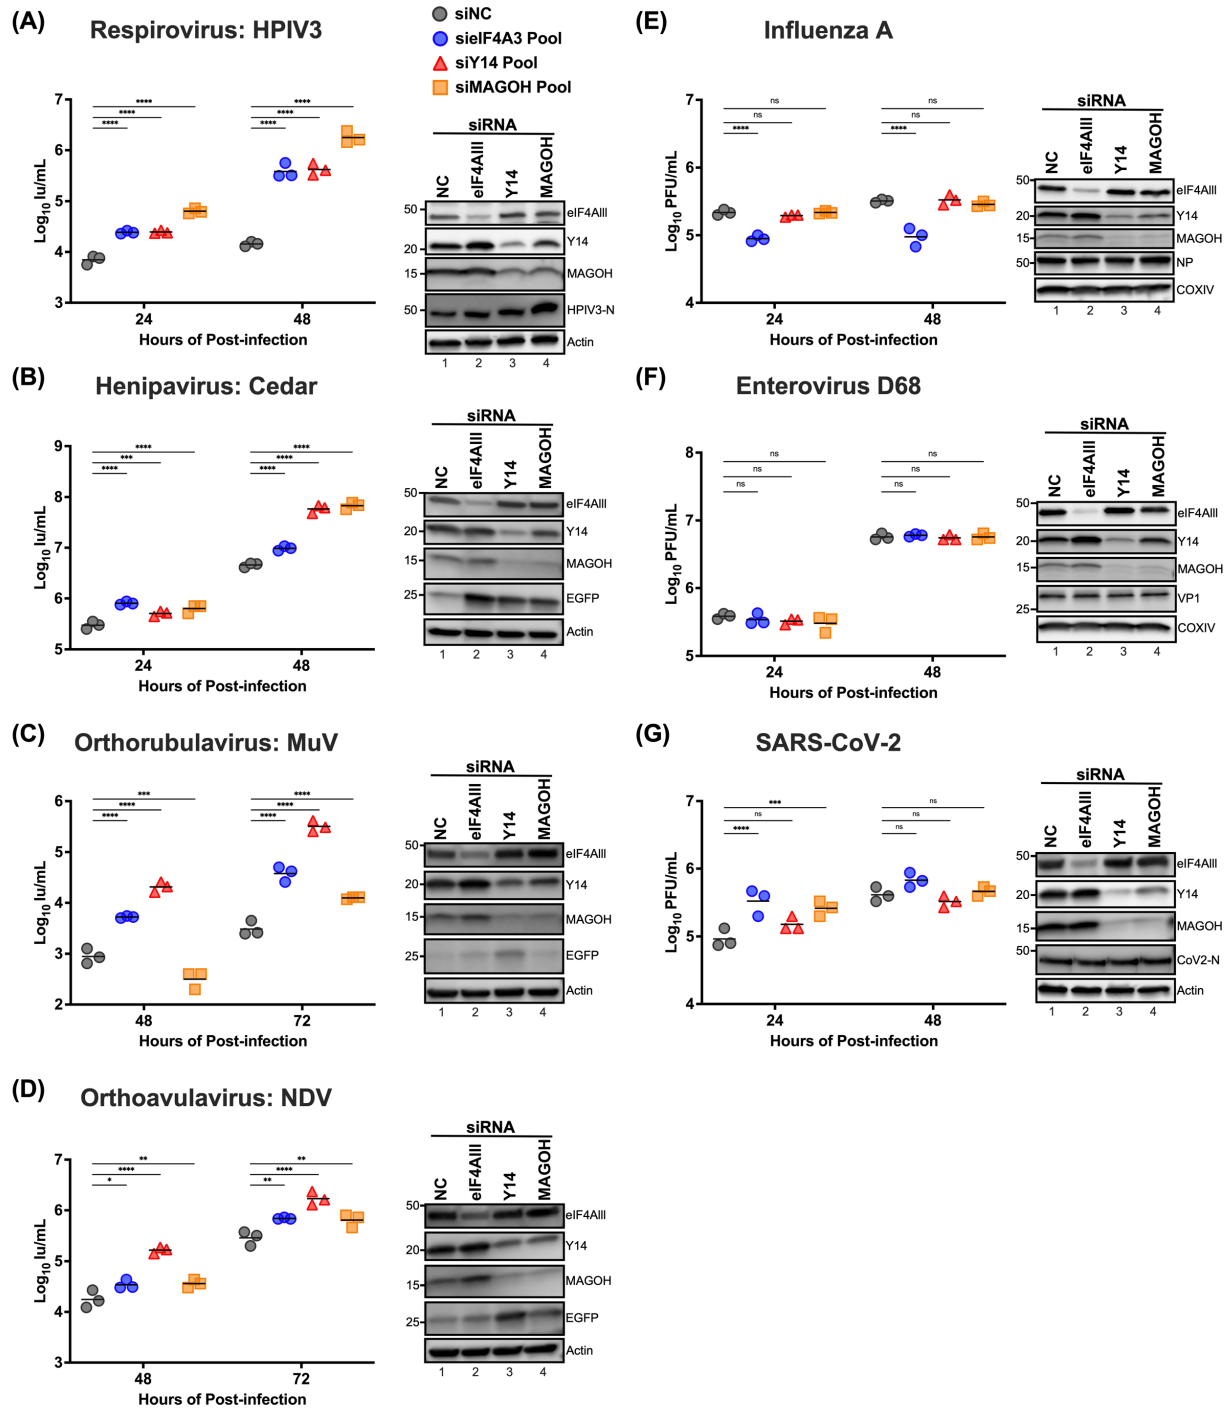 (A)
Respirovirus: HPIV3
siNC
sieIF4A3 Pool
siY14 Pool
siMAGOH Pool
7
6
5
4
3
Log10 Iu/mL
****
****
****
****
****
****
24
48
Hours of Post-infection
siRNA
NC
eIF4AIII
Y14
MAGOH
50
20
15
50
eIF4AIII
Y14
MAGOH
HPIV3-N
Actin
1 2 3 4
(B)
Henipavirus: Cedar
9
8
7
6
5
Log10 Iu/mL
****
***
****
****
****
****
24
48
Hours of Post-infection
siRNA
NC
eIF4AIII
Y14
MAGOH
50
20
15
25
eIF4AIII
Y14
MAGOH
EGFP
Actin
1 2 3 4
(C)
Orthorubulavirus: MuV
6
5
4
3
2
Log10 Iu/mL
***
****
****
****
****
****
48
72
Hours of Post-infection
siRNA
NC
eIF4AIII
Y14
MAGOH
50
20
15
25
eIF4AIII
Y14
MAGOH
EGFP
Actin
1 2 3 4
(D)
Orthoavulavirus: NDV
7
6
5
4
3
Log10 Iu/mL
**
****
*
**
****
**
48
72
Hours of Post-infection
siRNA
NC
eIF4AIII
Y14
MAGOH
50
20
15
25
eIF4AIII
Y14
MAGOH
EGFP
Actin
1 2 3 4
(E)
Influenza A
7
6
5
4
Log10 PFU/mL
ns
ns
****
ns
ns
****
24
48
Hours of Post-infection
siRNA
NC
eIF4AIII
Y14
MAGOH
50
20
15
50
eIF4AIII
Y14
MAGOH
NP
COXIV
1 2 3 4
(F)
Enterovirus D68
8
7
6
5
Log10 PFU/mL
ns
ns
ns
ns
ns
ns
24
48
Hours of Post-infection
siRNA
NC
eIF4AIII
Y14
MAGOH
50
20
15
25
eIF4AIII
Y14
MAGOH
VP1
COXIV
1 2 3 4
(G)
SARS-CoV-2
7
6
5
4
Log10 PFU/mL
***
ns
****
ns
ns
ns
24
48
Hours of Post-infection
siRNA
NC
eIF4AIII
Y14
MAGOH
50
20
15
50
eIF4AIII
Y14
MAGOH
CoV2-N
Actin
1 2 3 4